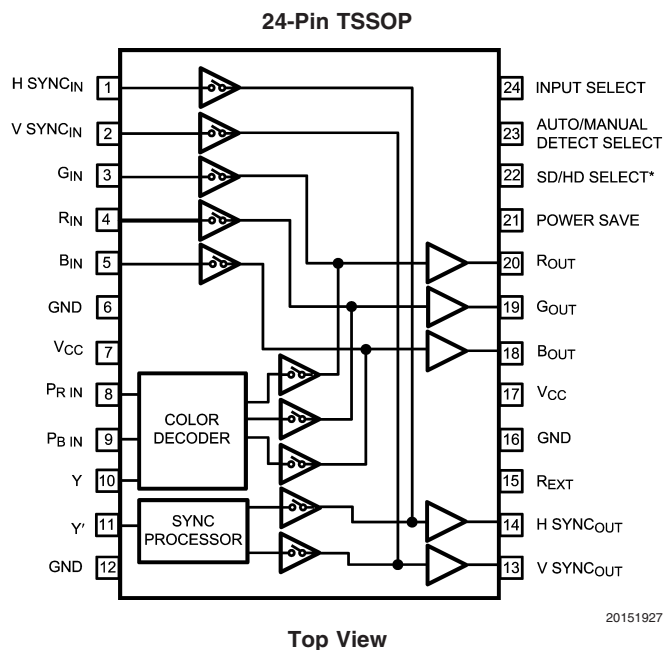 24-Pin TSSOP
H SYNCIN 1
V SYNCIN 2
GIN 3
RIN 4
BIN 5
GND 6
VCC 7
PR IN 8
PB IN 9
Y 10
Y' 11
GND 12
COLOR
DECODER
SYNC
PROCESSOR
24 INPUT SELECT
23 AUTO/MANUAL
DETECT SELECT
22 SD/HD SELECT*
21 POWER SAVE
20 ROUT
19 GOUT
18 BOUT
17 VCC
16 GND
15 REXT
14 H SYNCOUT
13 V SYNCOUT
20151927
Top View